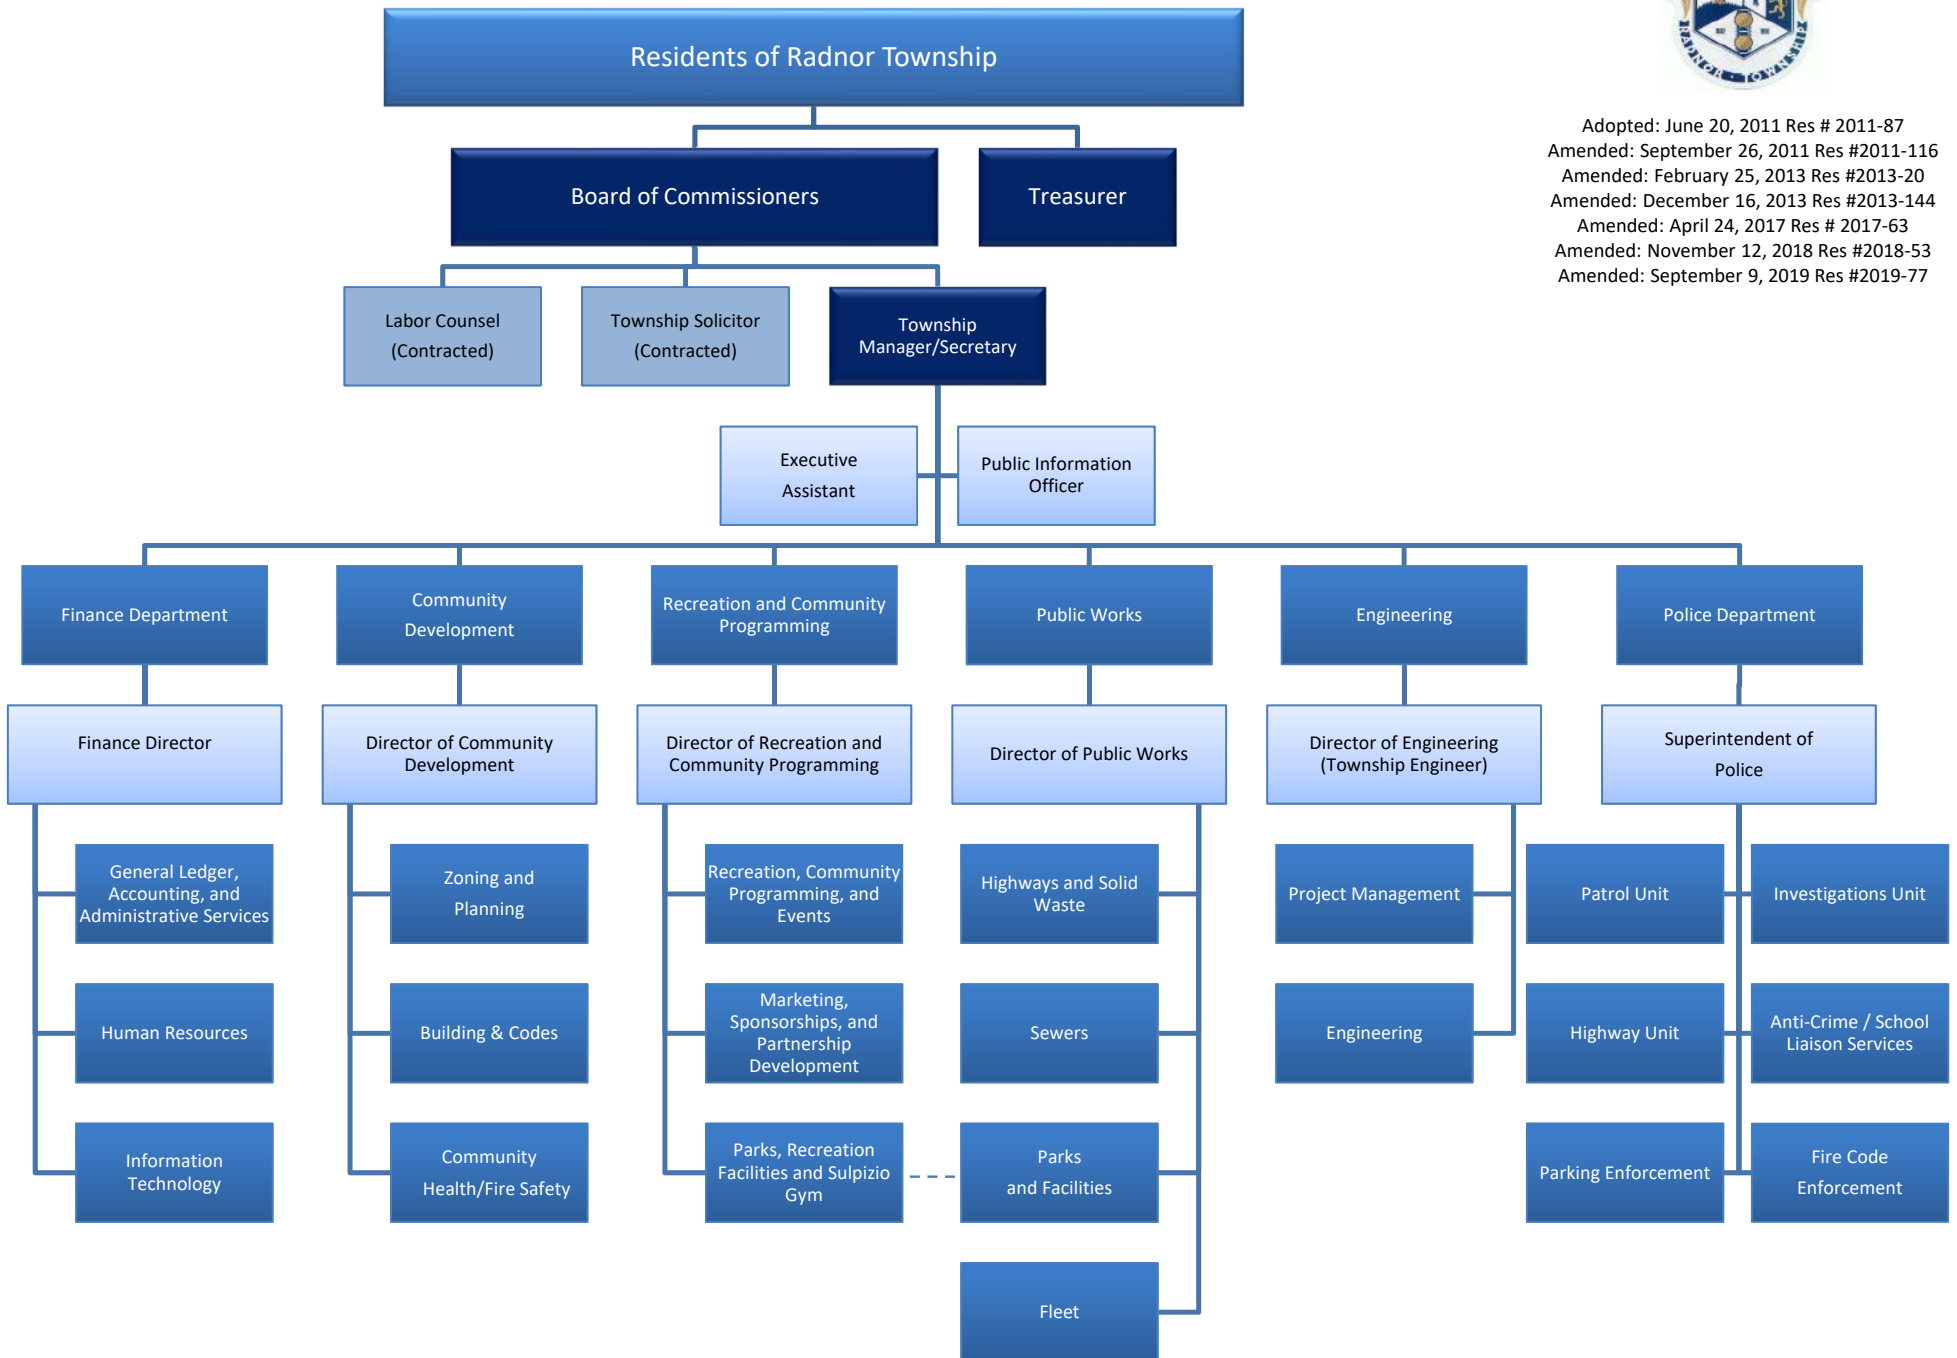 RADNOR · TOWNSHIP
Residents of Radnor Township
Adopted: June 20, 2011 Res # 2011-87
Amended: September 26, 2011 Res #2011-116
Amended: February 25, 2013 Res #2013-20
Amended: December 16, 2013 Res #2013-144
Amended: April 24, 2017 Res # 2017-63
Amended: November 12, 2018 Res #2018-53
Amended: September 9, 2019 Res #2019-77
Board of Commissioners
Treasurer
Labor Counsel
(Contracted)
Township Solicitor
(Contracted)
Township
Manager/Secretary
Executive
Assistant
Public Information
Officer
Finance Department
Community
Development
Recreation and Community
Programming
Public Works
Engineering
Police Department
Finance Director
Director of Community
Development
Director of Recreation and
Community Programming
Director of Public Works
Director of Engineering
(Township Engineer)
Superintendent of
Police
General Ledger,
Accounting, and
Administrative Services
Zoning and
Planning
Recreation, Community
Programming, and
Events
Highways and Solid
Waste
Project Management
Patrol Unit
Investigations Unit
Human Resources
Building & Codes
Marketing,
Sponsorships, and
Partnership
Development
Sewers
Engineering
Highway Unit
Anti-Crime / School
Liaison Services
Information
Technology
Community
Health/Fire Safety
Parks, Recreation
Facilities and Sulpizio
Gym
Parks
and Facilities
Parking Enforcement
Fire Code
Enforcement
Fleet